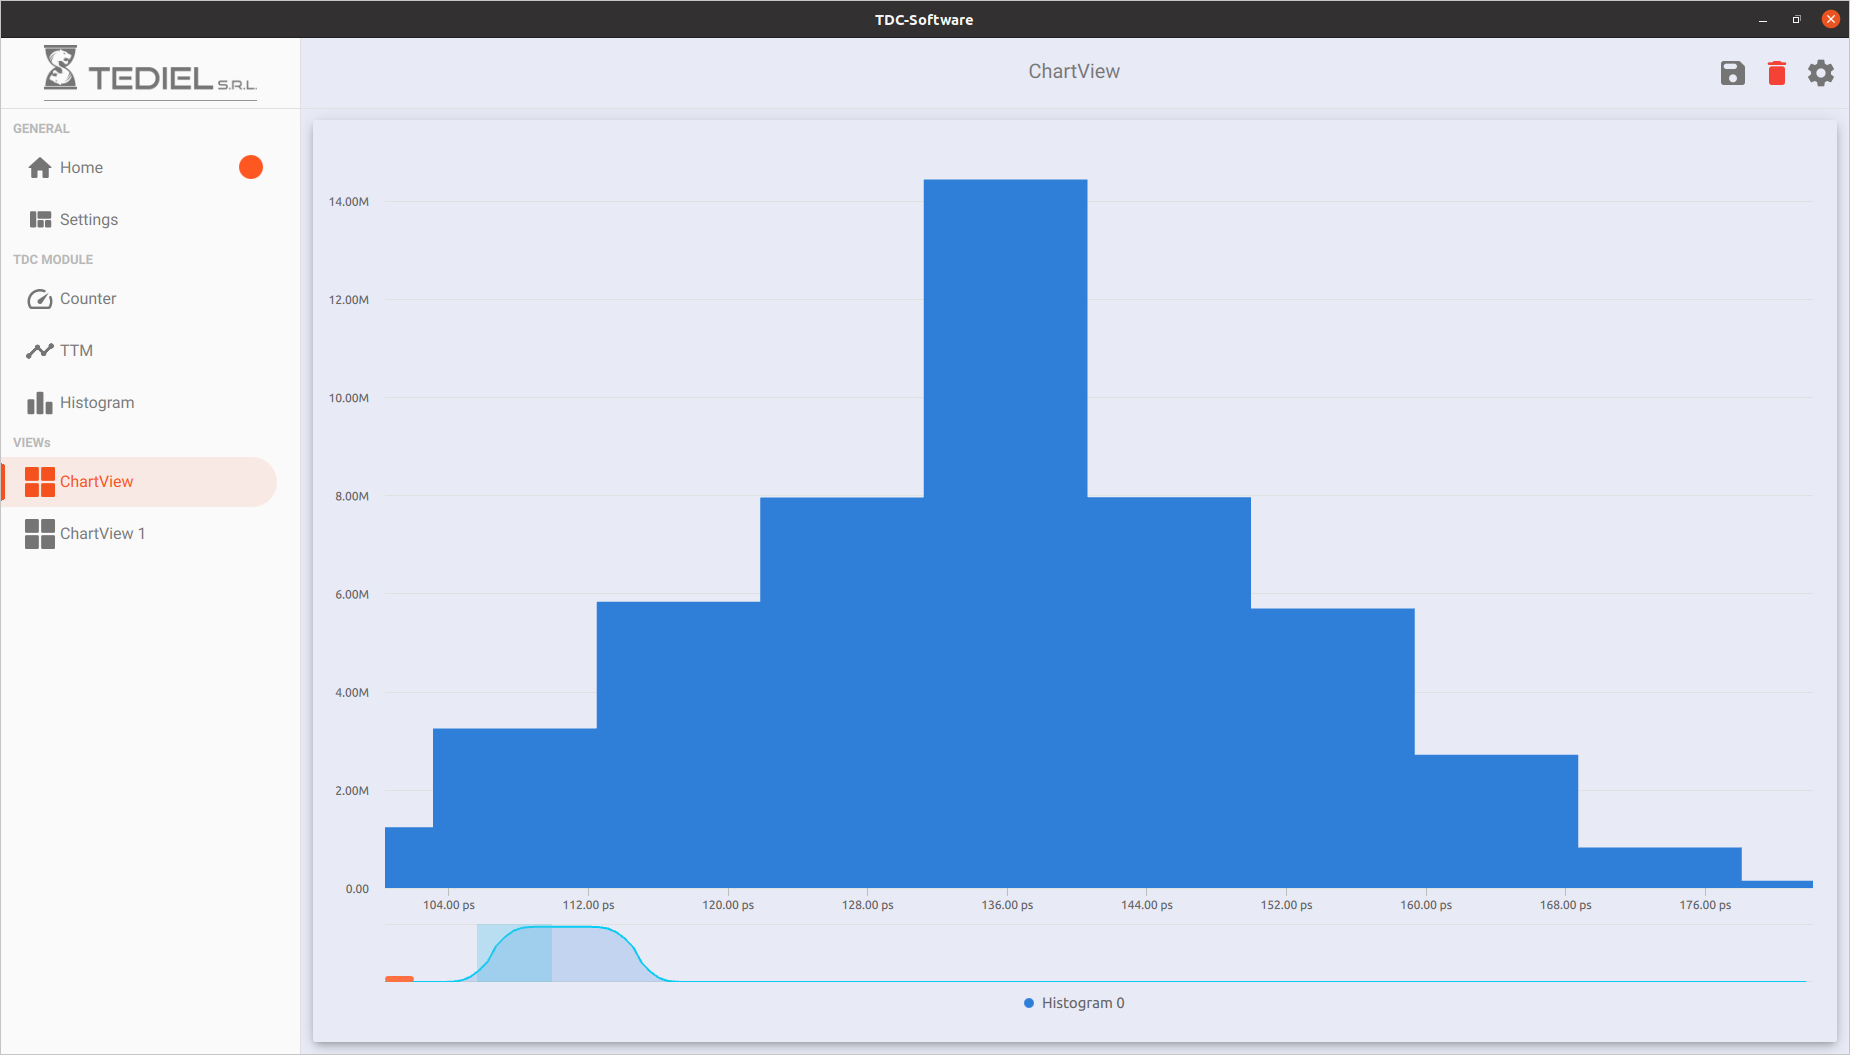 TDC-Software
TEDIEL S.R.L.
ChartView
GENERAL
Home
Settings
TDC MODULE
Counter
TTM
Histogram
VIEWs
ChartView
ChartView 1
14.00M
12.00M
10.00M
8.00M
6.00M
4.00M
2.00M
0.00
104.00 ps 112.00 ps 120.00 ps 128.00 ps 136.00 ps 144.00 ps 152.00 ps 160.00 ps 168.00 ps 176.00 ps
Histogram 0